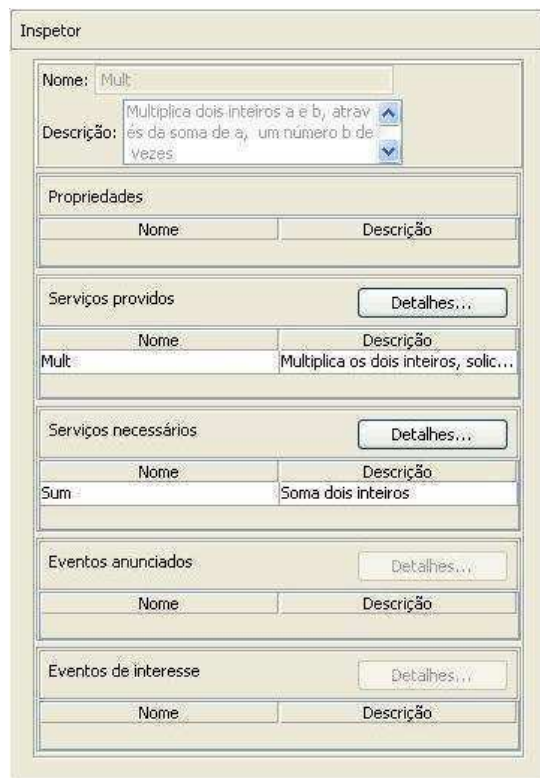 Inspetor
Nome: Mult
Descrição: Multiplica dois inteiros a e b, atrav
és da soma de a, um número b de
vezes
Propriedades
Nome Descrição
Serviços providos Detalhes...
Nome Descrição
Mult Multiplica os dois inteiros, solic...
Serviços necessários Detalhes...
Nome Descrição
Sum Soma dois inteiros
Eventos anunciados Detalhes...
Nome Descrição
Eventos de interesse Detalhes...
Nome Descrição